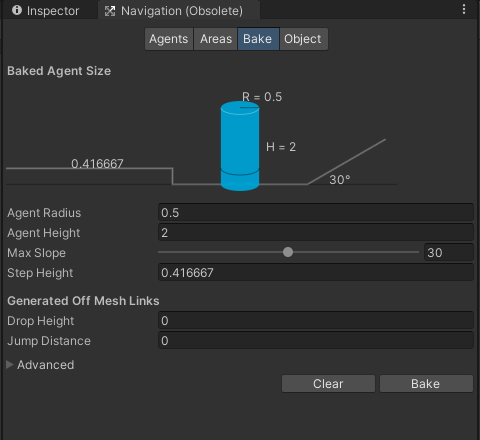 Inspector
Navigation (Obsolete)
Agents Areas Bake Object
Baked Agent Size
R = 0.5
H = 2
0.416667
30°
Agent Radius 0.5
Agent Height 2
Max Slope 30
Step Height 0.416667
Generated Off Mesh Links
Drop Height 0
Jump Distance 0
Advanced
Clear Bake